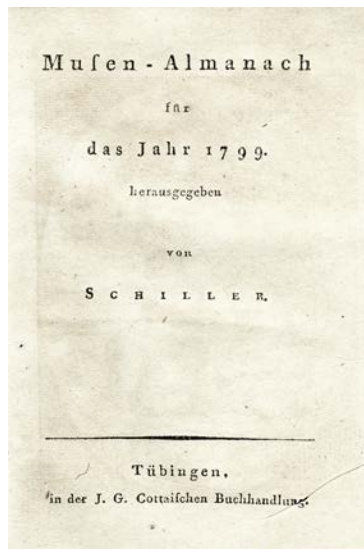 Muſen - Almanach
für
das Jahr 1799.
herausgegeben
von
SCHILLER.
Tübingen,
in der J. G. Cottaiſchen Buchhandlung.